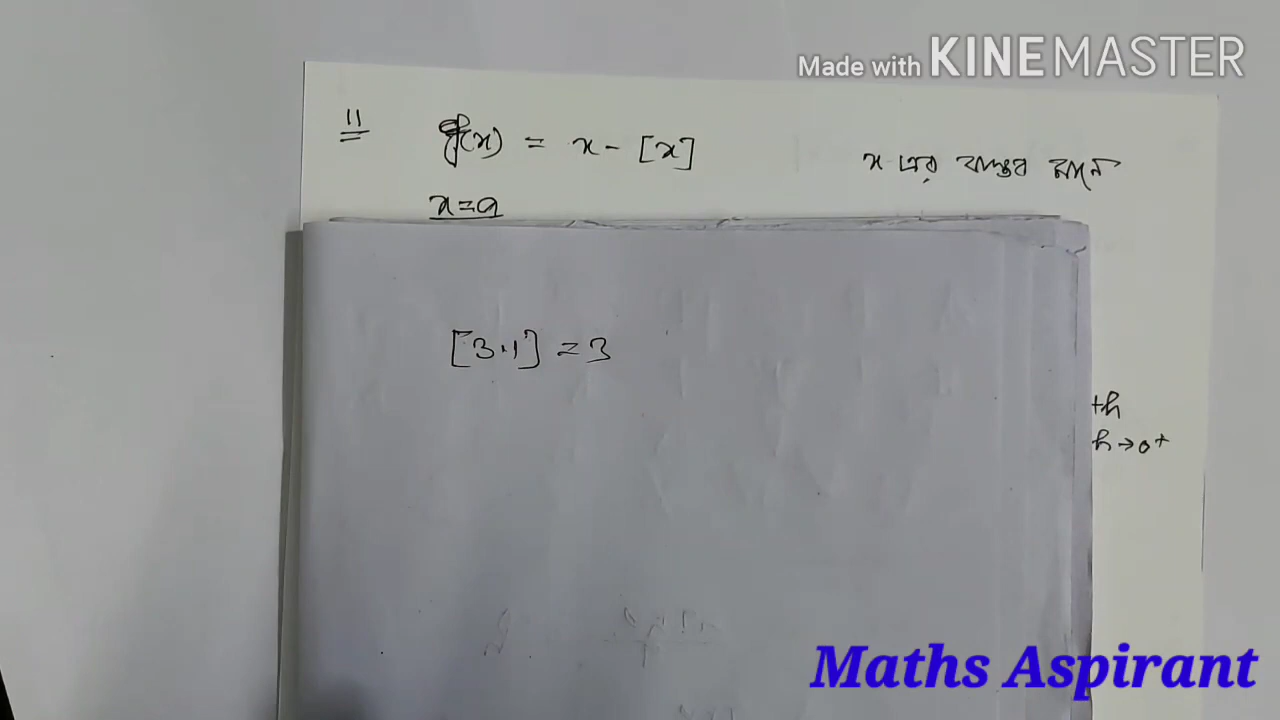 Made with KINEMASTER
11 f(x) = x - [x]
x এর বাস্তব মানে
x = a
[3.1] = 3
+h
h → 0+
Maths Aspirant